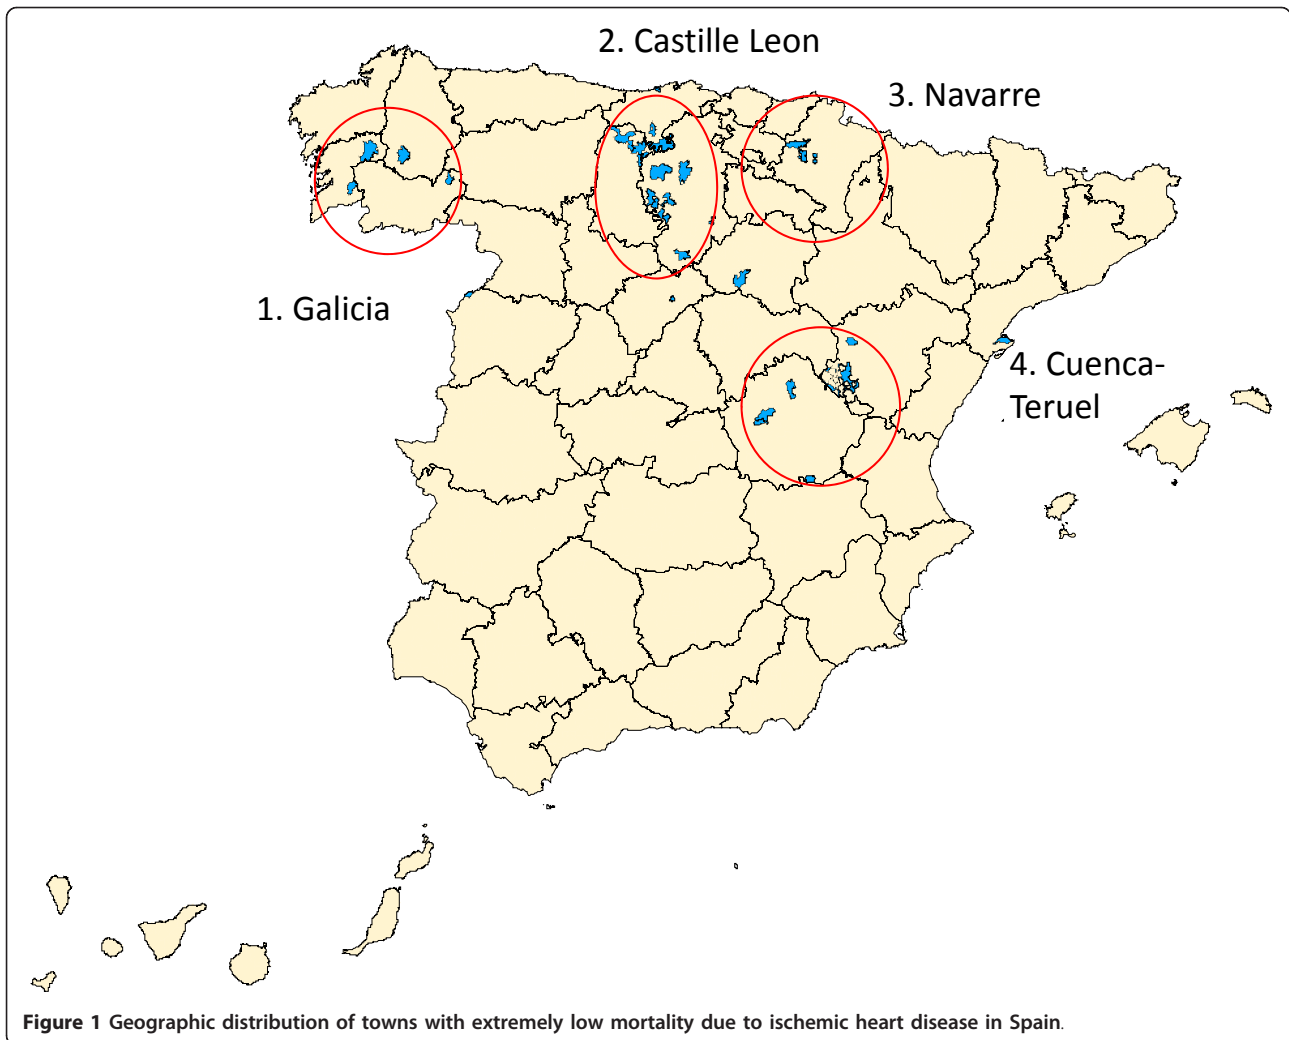 2. Castille Leon
3. Navarre
1. Galicia
4. Cuenca-
Teruel
Figure 1 Geographic distribution of towns with extremely low mortality due to ischemic heart disease in Spain.